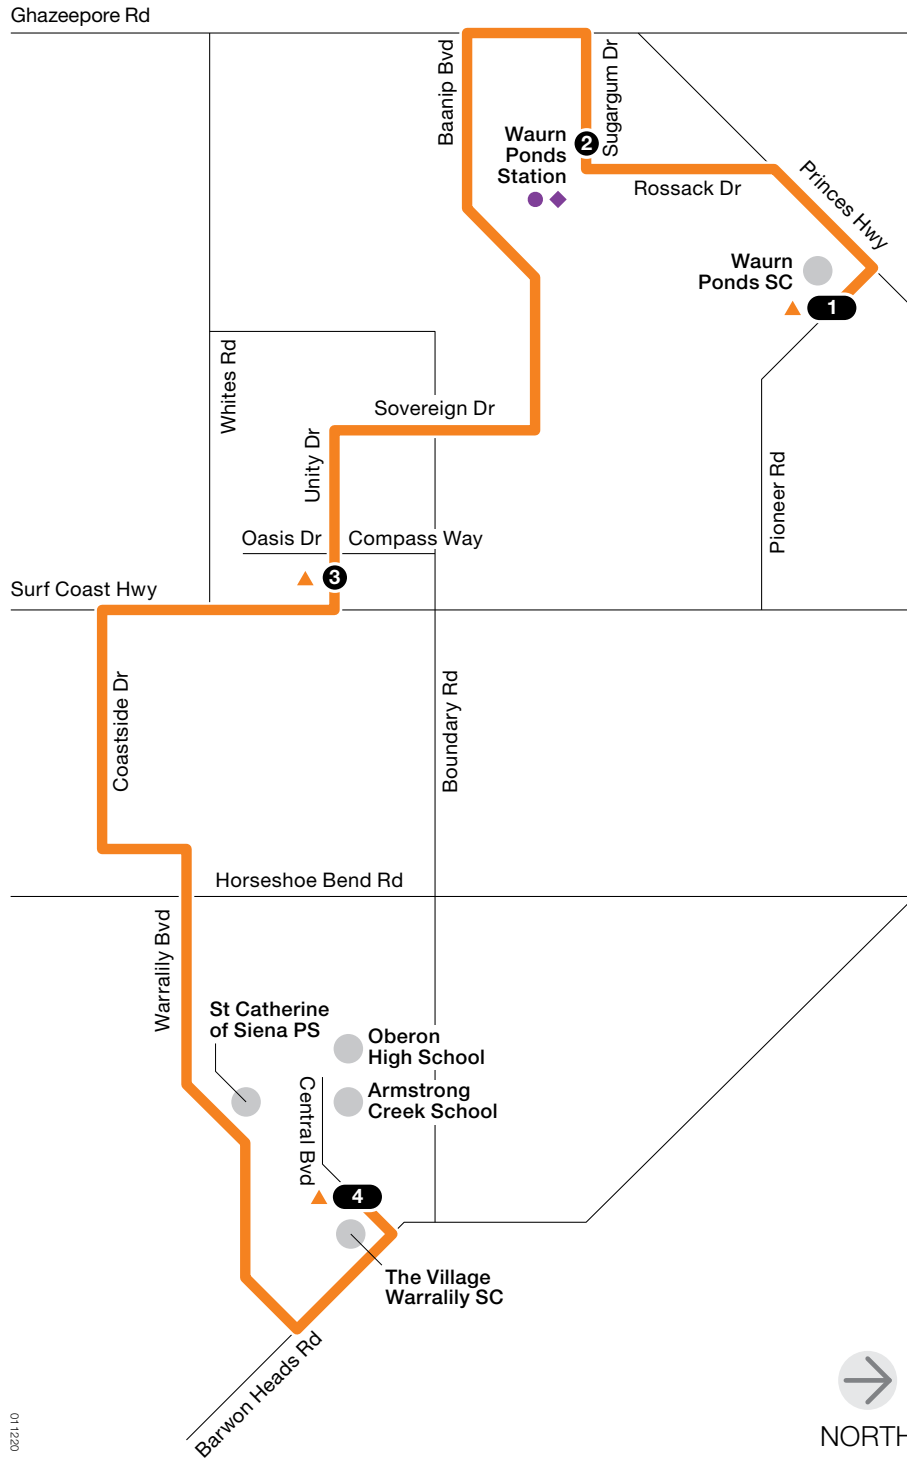 Ghazeepore Rd
Baanip Bvd
Sugargum Dr
Waurn
Ponds
Station
2
Rossack Dr
Princes Hwy
Waurn
Ponds SC
1
Whites Rd
Sovereign Dr
Unity Dr
Pioneer Rd
Oasis Dr
Compass Way
3
Surf Coast Hwy
Coastside Dr
Boundary Rd
Horseshoe Bend Rd
Warralily Bvd
St Catherine
of Siena PS
Oberon
High School
Armstrong
Creek School
Central Bvd
4
The Village
Warralily SC
Barwon Heads Rd
NORTH
011220